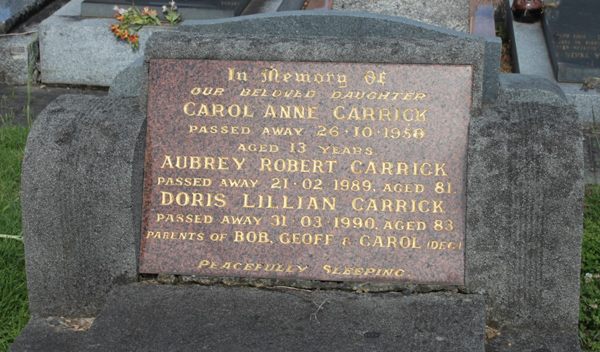 In Memory Of
OUR BELOVED DAUGHTER
CAROL ANNE CARRICK
PASSED AWAY 26·10·1950
AGED 13 YEARS
AUBREY ROBERT CARRICK
PASSED AWAY 21·02·1989, AGED 81
DORIS LILLIAN CARRICK
PASSED AWAY 31·03·1990, AGED 83
PARENTS OF BOB, GEOFF & CAROL (DEC)
PEACEFULLY SLEEPING